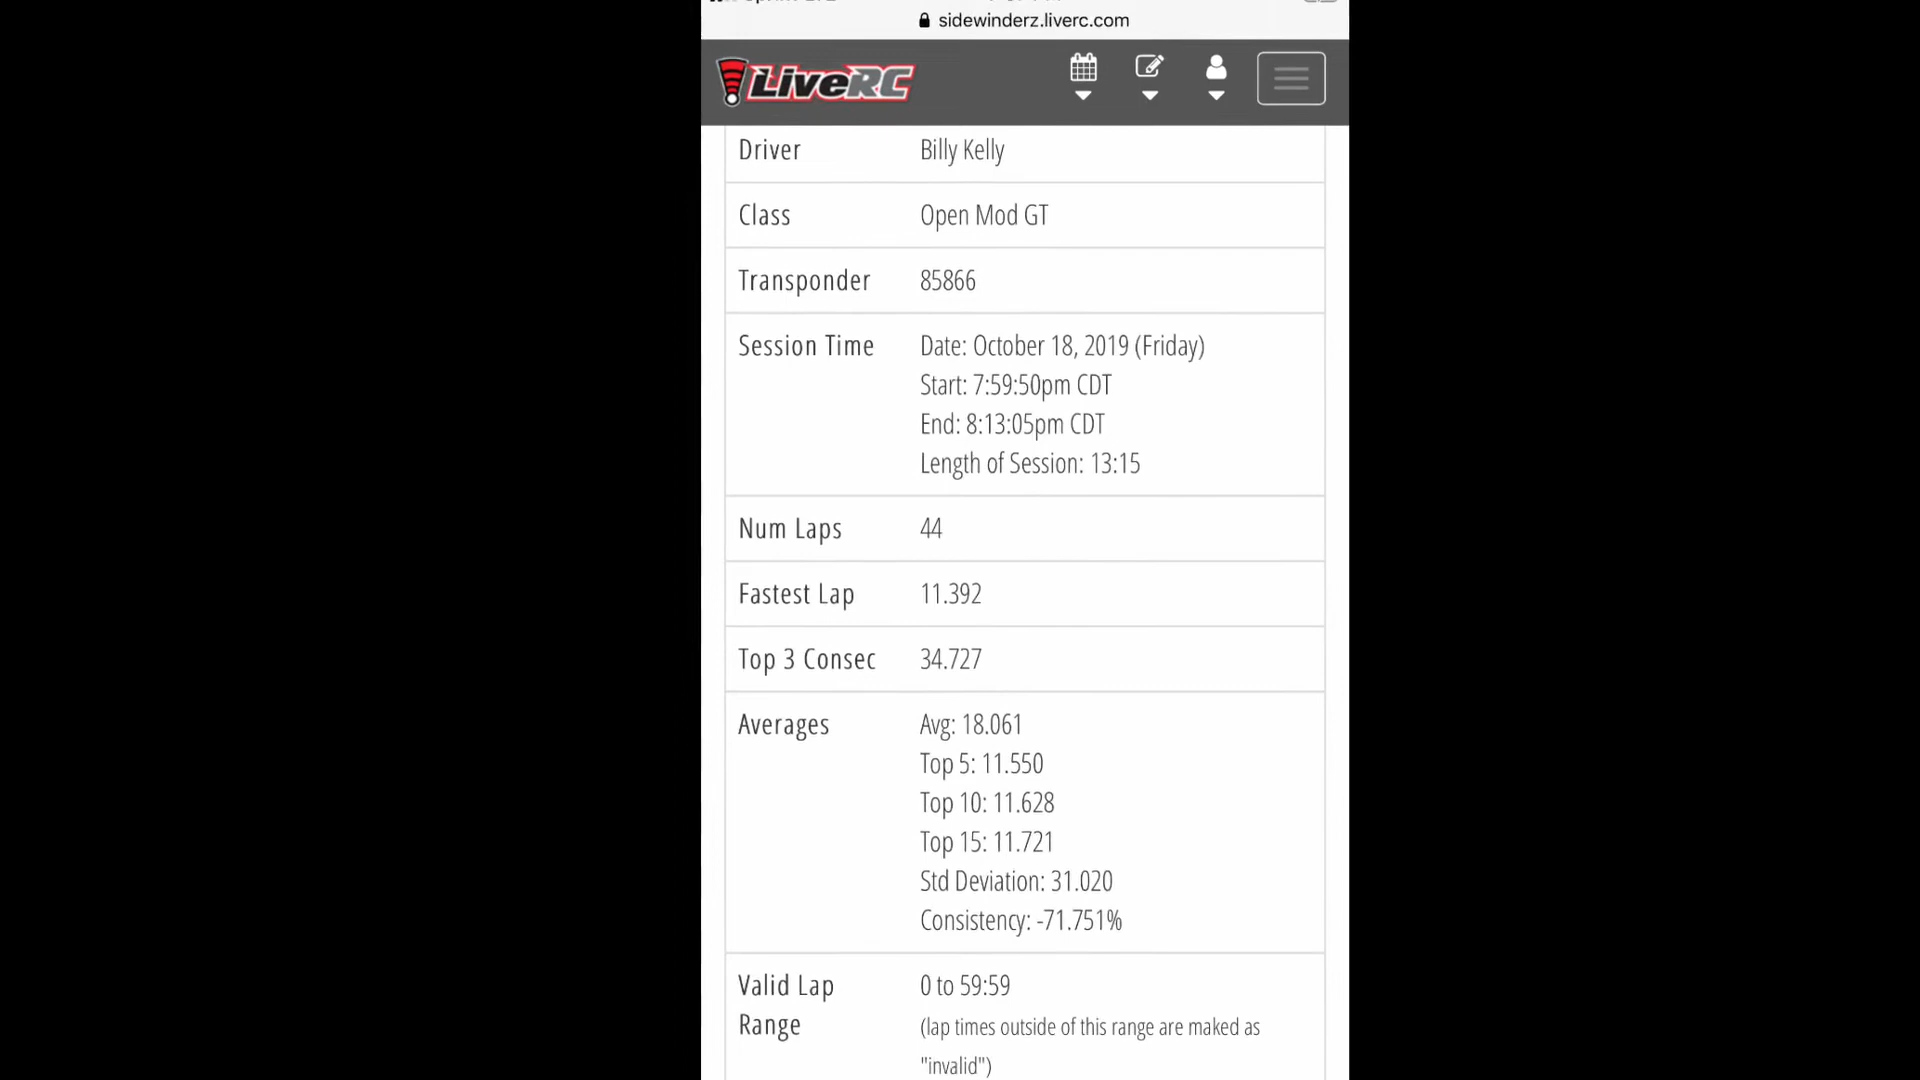 sidewinderz.liverc.com
LiveRC
Driver Billy Kelly
Class Open Mod GT
Transponder 85866
Session Time Date: October 18, 2019 (Friday)
Start: 7:59:50pm CDT
End: 8:13:05pm CDT
Length of Session: 13:15
Num Laps 44
Fastest Lap 11.392
Top 3 Consec 34.727
Averages Avg: 18.061
Top 5: 11.550
Top 10: 11.628
Top 15: 11.721
Std Deviation: 31.020
Consistency: -71.751%
Valid Lap 0 to 59:59
Range (lap times outside of this range are maked as
"invalid")